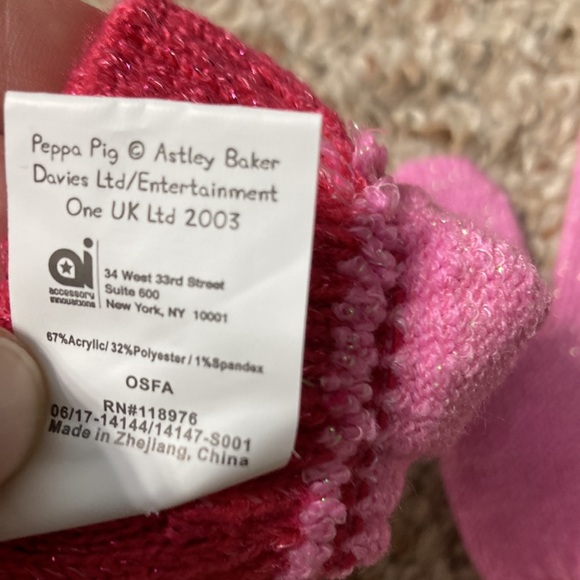 Peppa Pig © Astley Baker
Davies Ltd/Entertainment
One UK Ltd 2003
ai
accessory
innovations
34 West 33rd Street
Suite 600
New York, NY 10001
67%Acrylic/ 32%Polyester / 1%Spandex
OSFA
RN#118976
06/17-14144/14147-S001
Made in Zhejiang, China